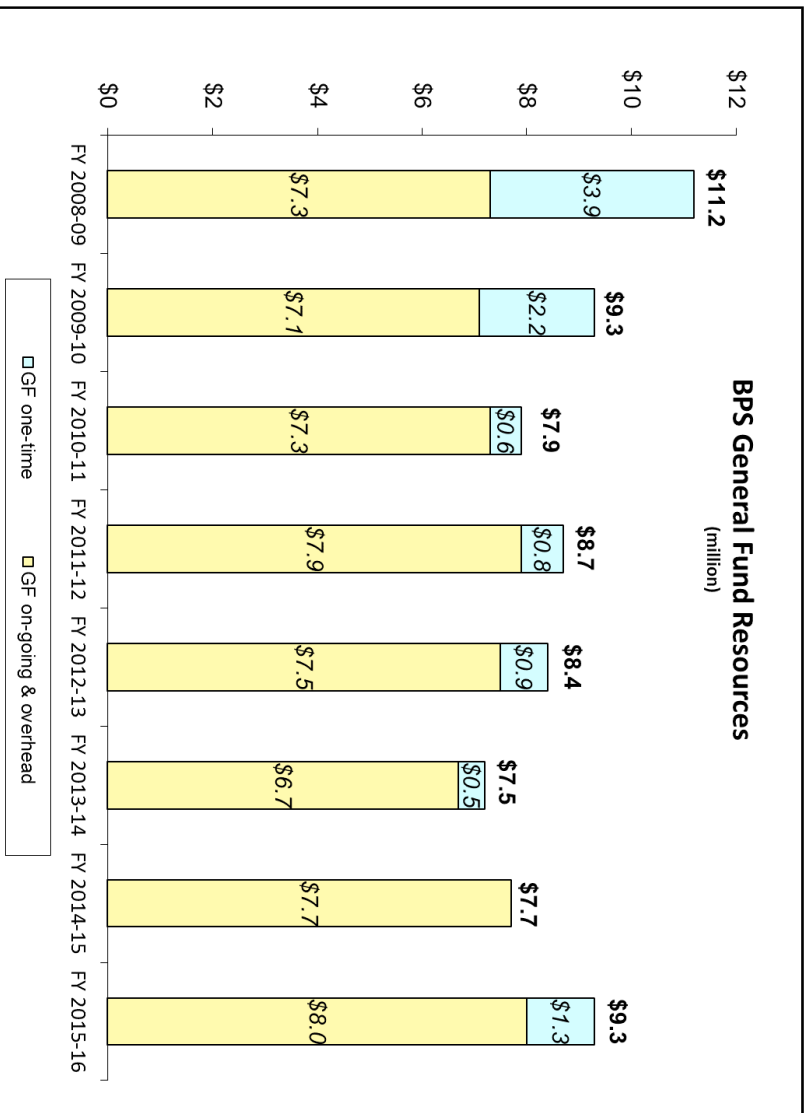 BPS General Fund Resources
(million)
$12
$10
$8
$6
$4
$2
$0
$11.2
$3.9
$7.3
$9.3
$2.2
$7.1
$7.9
$0.6
$7.3
$8.7
$0.8
$7.9
$8.4
$0.9
$7.5
$7.5
$0.5
$6.7
$7.7
$7.7
$9.3
$1.3
$8.0
FY 2008-09
FY 2009-10
FY 2010-11
FY 2011-12
FY 2012-13
FY 2013-14
FY 2014-15
FY 2015-16
GF one-time
GF on-going & overhead